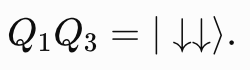 Q₁Q₃ = | ↓↓⟩.